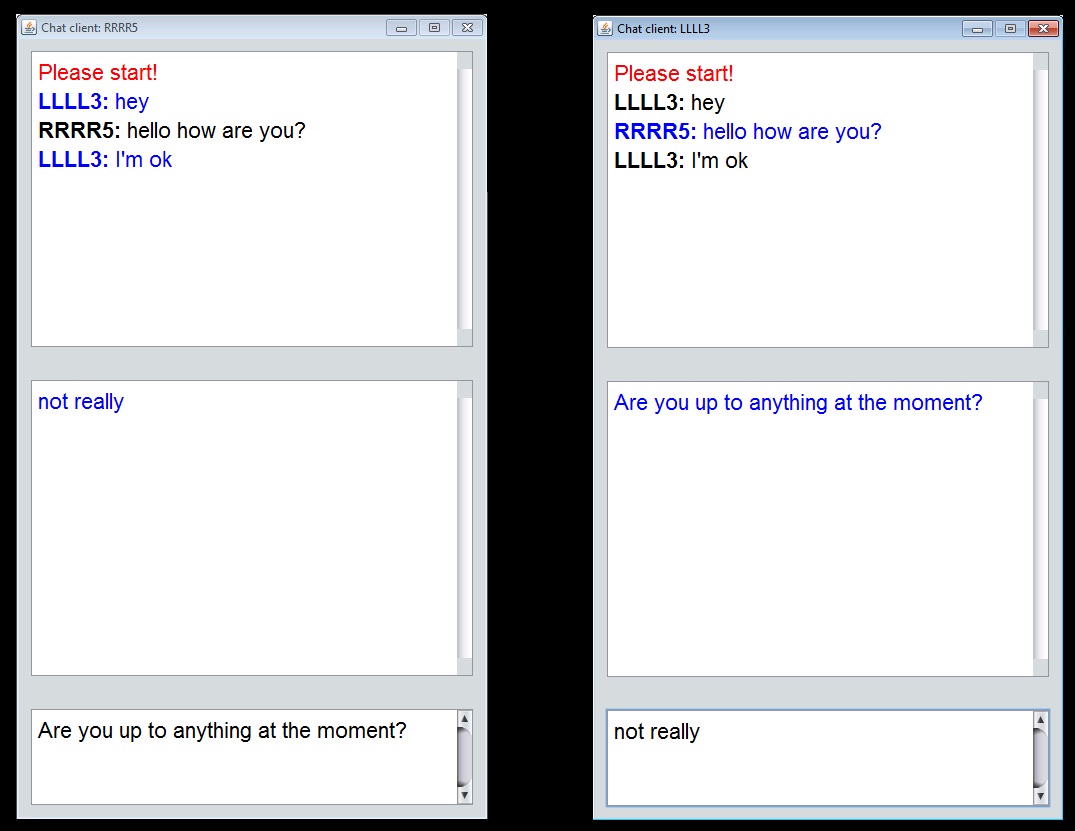 Chat client: RRRR5
Please start!
LLLL3: hey
RRRR5: hello how are you?
LLLL3: I'm ok
not really
Are you up to anything at the moment?
Chat client: LLLL3
Please start!
LLLL3: hey
RRRR5: hello how are you?
LLLL3: I'm ok
Are you up to anything at the moment?
not really